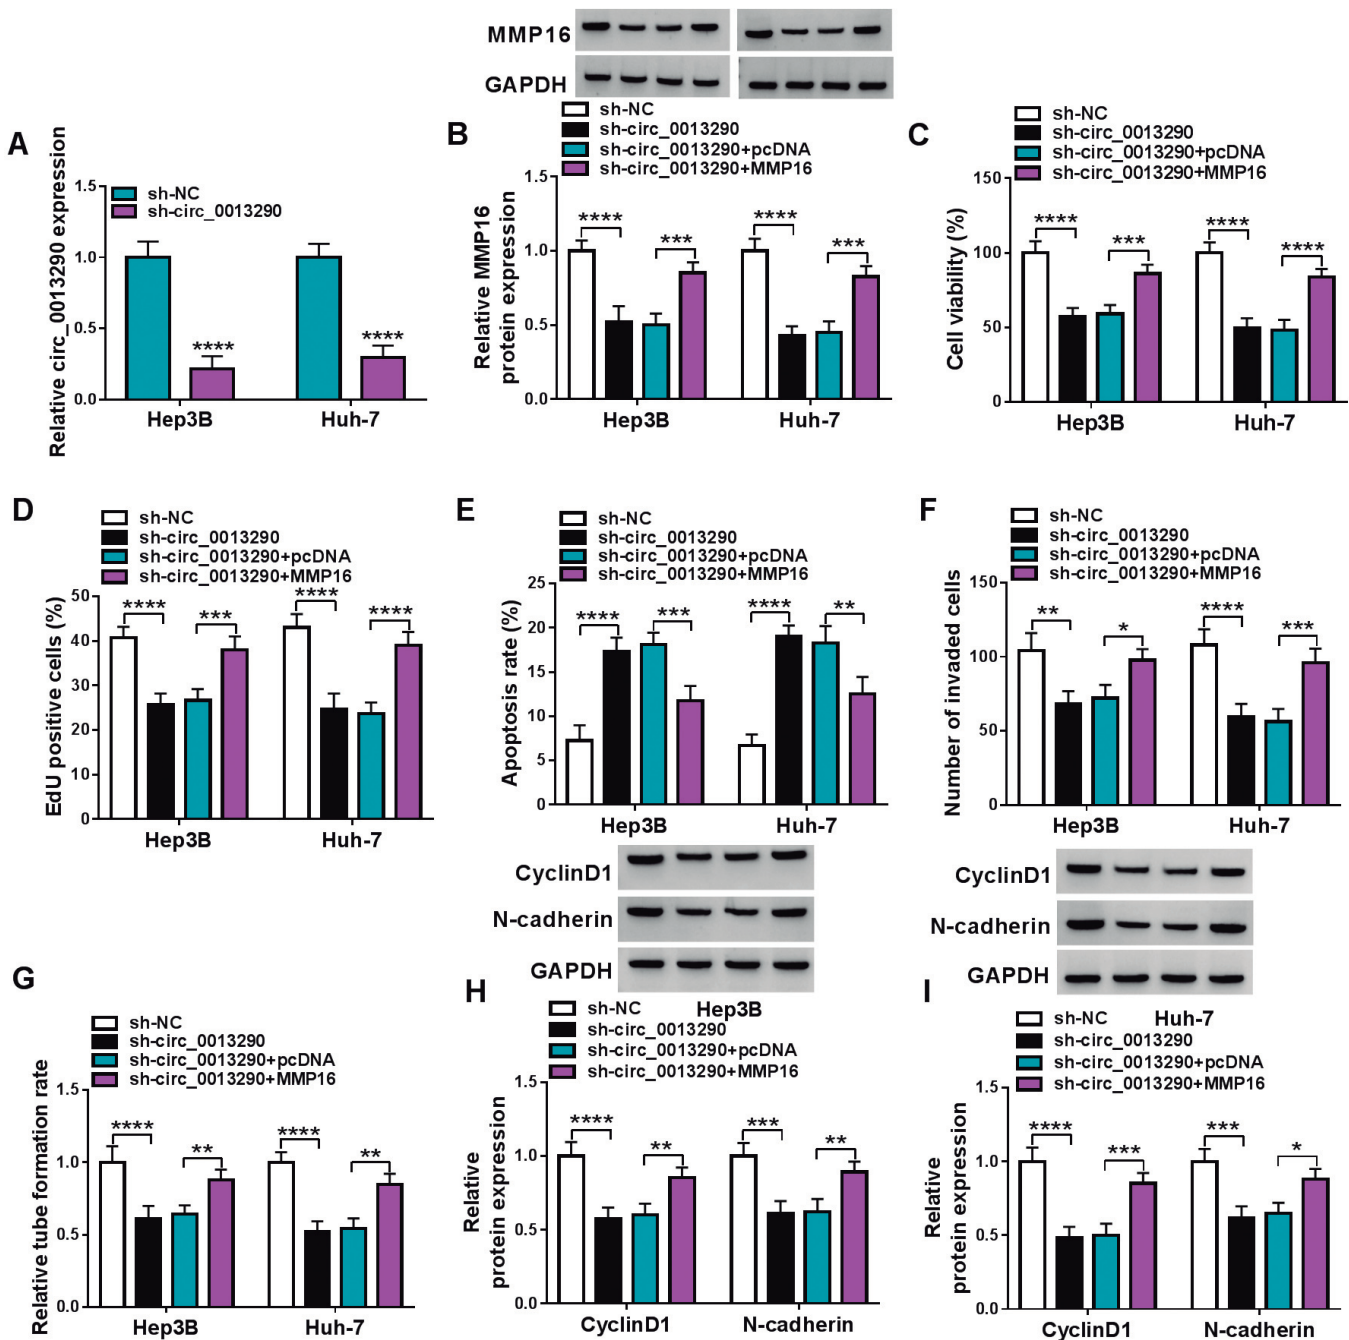 MMP16
GAPDH
A
Relative circ_0013290 expression
1.5
1.0
0.5
0.0
sh-NC
sh-circ_0013290
****
****
Hep3B
Huh-7
B
sh-NC
sh-circ_0013290
sh-circ_0013290+pcDNA
sh-circ_0013290+MMP16
Relative MMP16
protein expression
1.5
1.0
0.5
0.0
****
***
****
***
Hep3B
Huh-7
C
sh-NC
sh-circ_0013290
sh-circ_0013290+pcDNA
sh-circ_0013290+MMP16
Cell viability (%)
150
100
50
0
****
***
****
****
Hep3B
Huh-7
D
sh-NC
sh-circ_0013290
sh-circ_0013290+pcDNA
sh-circ_0013290+MMP16
EdU positive cells (%)
50
40
30
20
10
0
****
***
****
****
Hep3B
Huh-7
E
sh-NC
sh-circ_0013290
sh-circ_0013290+pcDNA
sh-circ_0013290+MMP16
Apoptosis rate (%)
25
20
15
10
5
0
****
***
****
**
Hep3B
Huh-7
F
sh-NC
sh-circ_0013290
sh-circ_0013290+pcDNA
sh-circ_0013290+MMP16
Number of invaded cells
150
100
50
0
**
*
****
***
Hep3B
Huh-7
G
sh-NC
sh-circ_0013290
sh-circ_0013290+pcDNA
sh-circ_0013290+MMP16
Relative tube formation rate
1.5
1.0
0.5
0.0
****
**
****
**
Hep3B
Huh-7
CyclinD1
N-cadherin
GAPDH
Hep3B
H
sh-NC
sh-circ_0013290
sh-circ_0013290+pcDNA
sh-circ_0013290+MMP16
Relative
protein expression
1.5
1.0
0.5
0.0
****
**
***
**
CyclinD1
N-cadherin
CyclinD1
N-cadherin
GAPDH
Huh-7
I
sh-NC
sh-circ_0013290
sh-circ_0013290+pcDNA
sh-circ_0013290+MMP16
Relative
protein expression
1.5
1.0
0.5
0.0
****
***
***
*
CyclinD1
N-cadherin